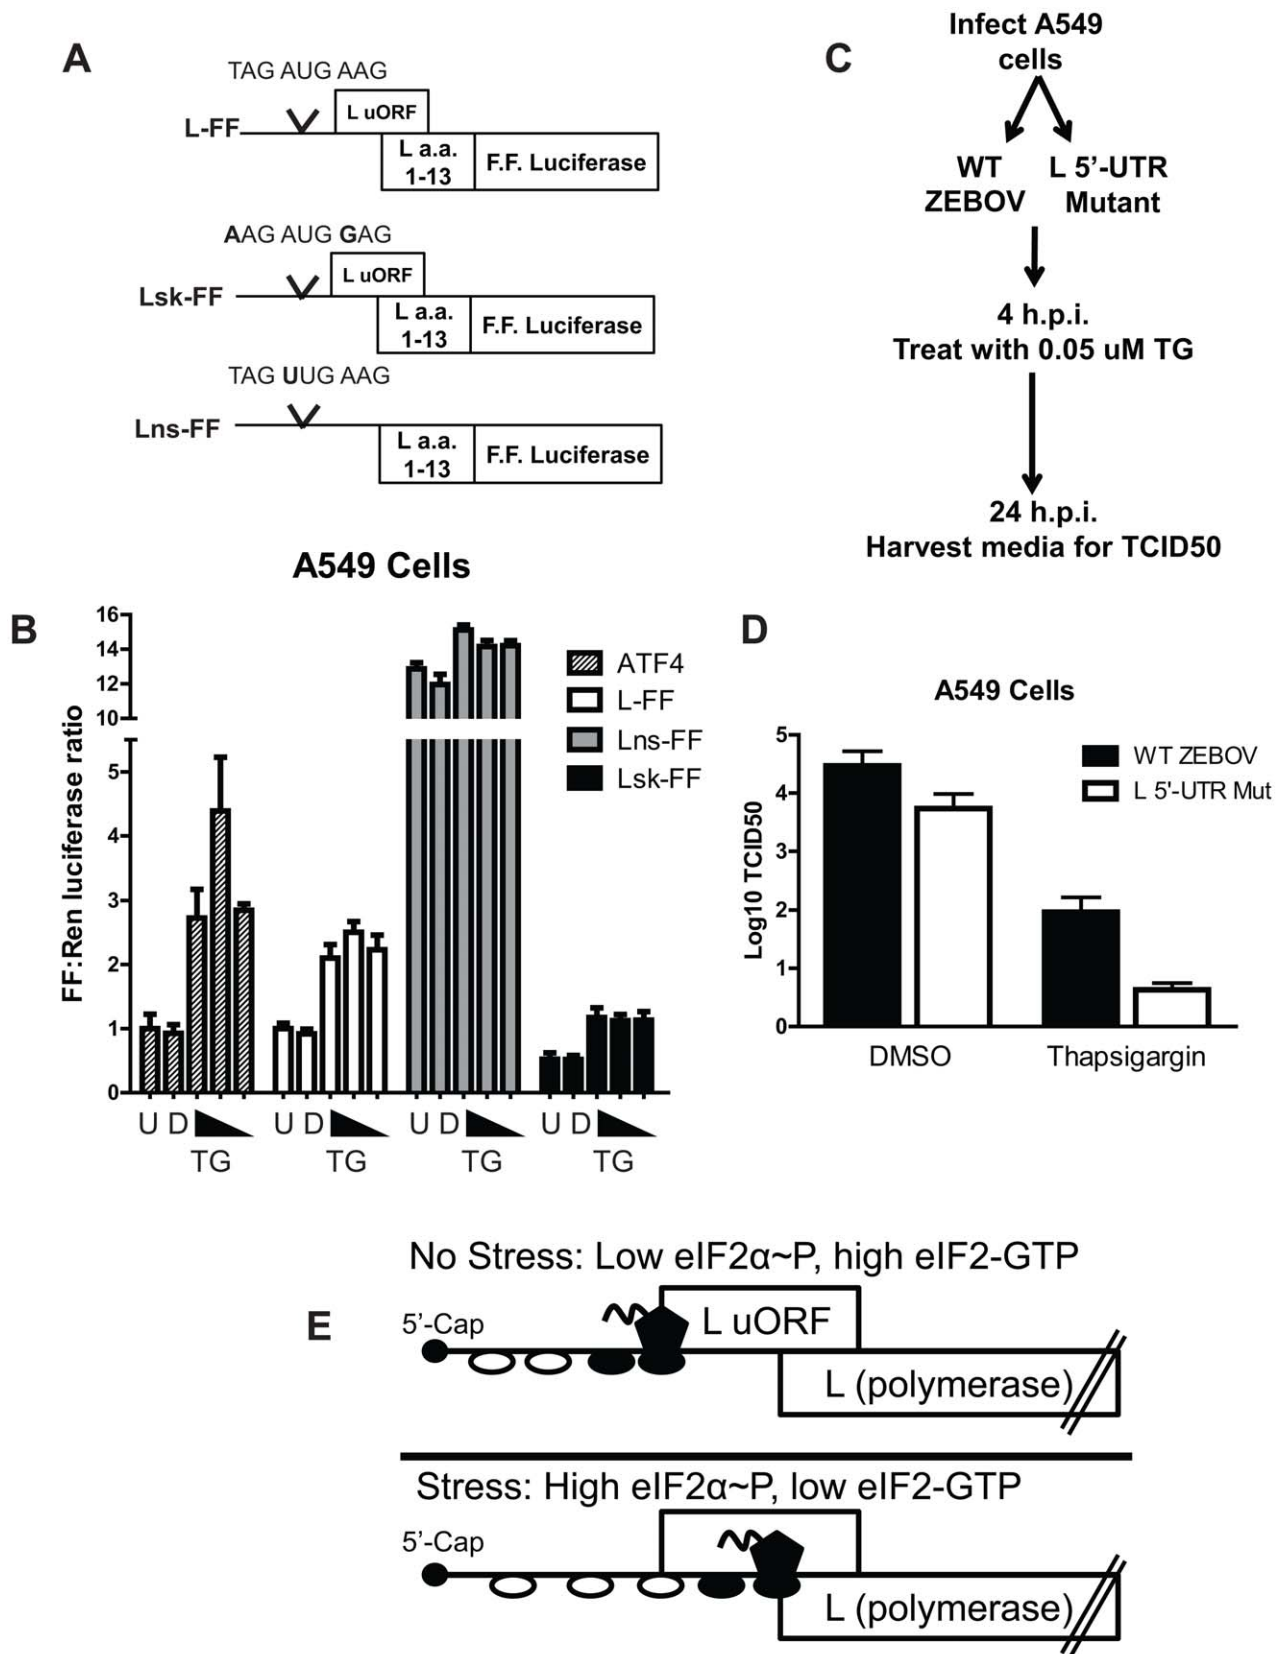 A
TAG AUG AAG
L uORF
L-FF
L a.a.
1-13
F.F. Luciferase
AAG AUG GAG
L uORF
Lsk-FF
L a.a.
1-13
F.F. Luciferase
TAG UUG AAG
Lns-FF
L a.a.
1-13
F.F. Luciferase
C
Infect A549
cells
WT
ZEBOV
L 5'-UTR
Mutant
4 h.p.i.
Treat with 0.05 uM TG
24 h.p.i.
Harvest media for TCID50
B
A549 Cells
FF:Ren luciferase ratio
16
14
12
10
5
4
3
2
1
0
ATF4
L-FF
Lns-FF
Lsk-FF
U D U D U D U D
TG TG TG TG
D
A549 Cells
Log10 TCID50
5
4
3
2
1
0
WT ZEBOV
L 5'-UTR Mut
DMSO Thapsigargin
E
No Stress: Low eIF2α~P, high eIF2-GTP
5'-Cap
L uORF
L (polymerase)
Stress: High eIF2α~P, low eIF2-GTP
5'-Cap
L (polymerase)